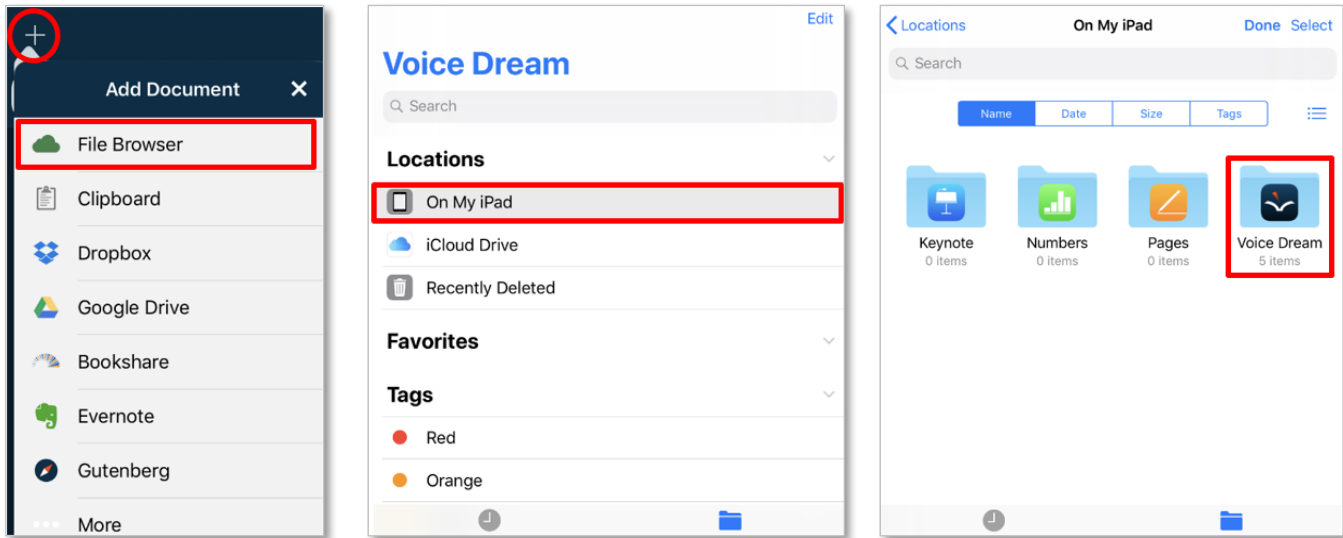 Add Document
File Browser
Clipboard
Dropbox
Google Drive
Bookshare
Evernote
Gutenberg
More
Edit
Voice Dream
Search
Locations
On My iPad
iCloud Drive
Recently Deleted
Favorites
Tags
Red
Orange
Locations On My iPad Done Select
Search
Name Date Size Tags
Keynote Numbers Pages Voice Dream
0 items 0 items 0 items 5 items